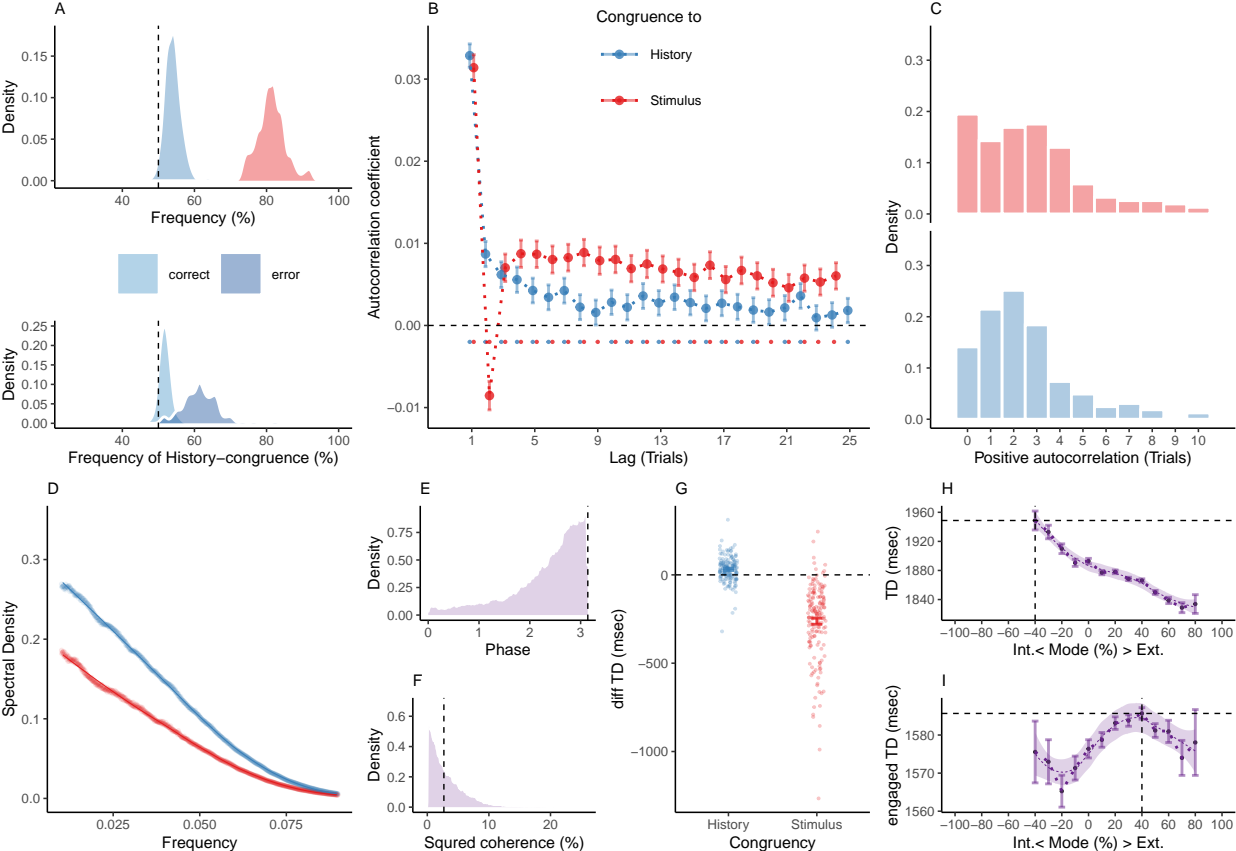 A
Density
0.15
0.10
0.05
0.00
40
60
80
100
Frequency (%)
correct
error
Density
0.25
0.20
0.15
0.10
0.05
0.00
40
60
80
100
Frequency of History−congruence (%)
B
Congruence to
History
Stimulus
Autocorrelation coefficient
0.03
0.02
0.01
0.00
−0.01
1
5
9
13
17
21
25
Lag (Trials)
C
Density
0.3
0.2
0.1
0.0
0.3
0.2
0.1
0.0
0
1
2
3
4
5
6
7
8
9
10
Positive autocorrelation (Trials)
D
Spectral Density
0.3
0.2
0.1
0.0
0.025
0.050
0.075
Frequency
E
Density
0.75
0.50
0.25
0.00
0
1
2
3
Phase
F
Density
0.6
0.4
0.2
0.0
0
10
20
Squred coherence (%)
G
diff TD (msec)
0
−500
−1000
History
Stimulus
Congruency
H
TD (msec)
1960
1920
1880
1840
−100
−80
−60
−40
−20
0
20
40
60
80
100
Int.< Mode (%) > Ext.
I
engaged TD (msec)
1580
1570
1560
−100
−80
−60
−40
−20
0
20
40
60
80
100
Int.< Mode (%) > Ext.